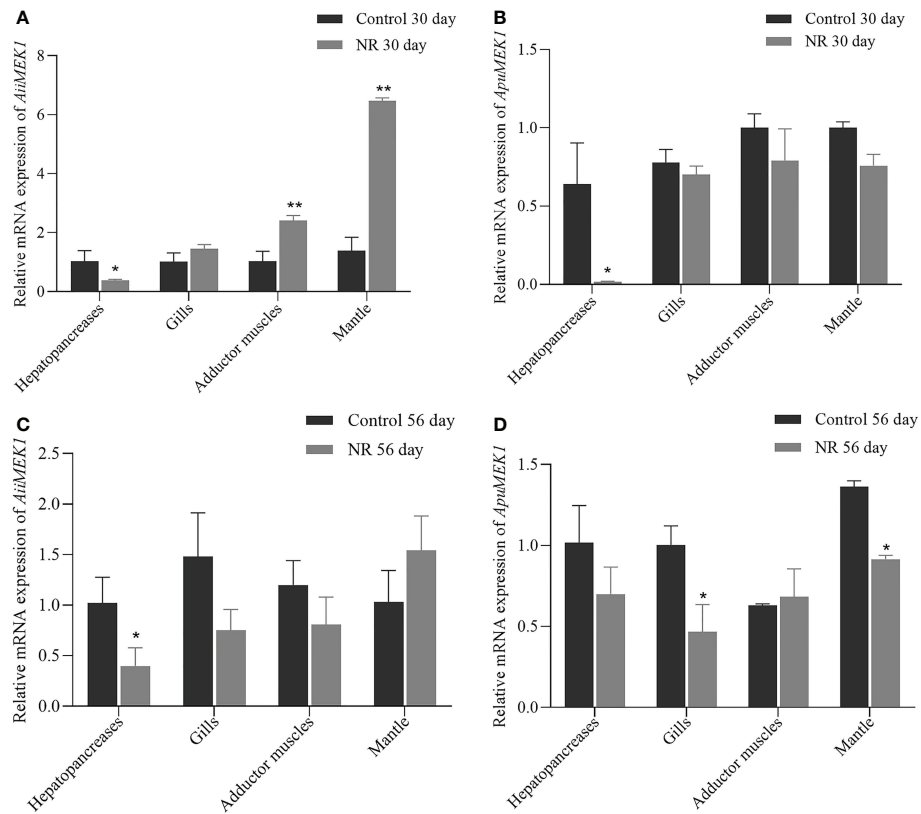 A
Control 30 day
NR 30 day
Relative mRNA expression of AiiMEK1
8
6
4
2
0
Hepatopancreases
Gills
Adductor muscles
Mantle
*
**
**
B
Control 30 day
NR 30 day
Relative mRNA expression of ApuMEK1
1.5
1.0
0.5
0.0
Hepatopancreases
Gills
Adductor muscles
Mantle
*
C
Control 56 day
NR 56 day
Relative mRNA expression of AiiMEK1
2.5
2.0
1.5
1.0
0.5
0.0
Hepatopancreases
Gills
Adductor muscles
Mantle
*
D
Control 56 day
NR 56 day
Relative mRNA expression of ApuMEK1
1.5
1.0
0.5
0.0
Hepatopancreases
Gills
Adductor muscles
Mantle
*
*